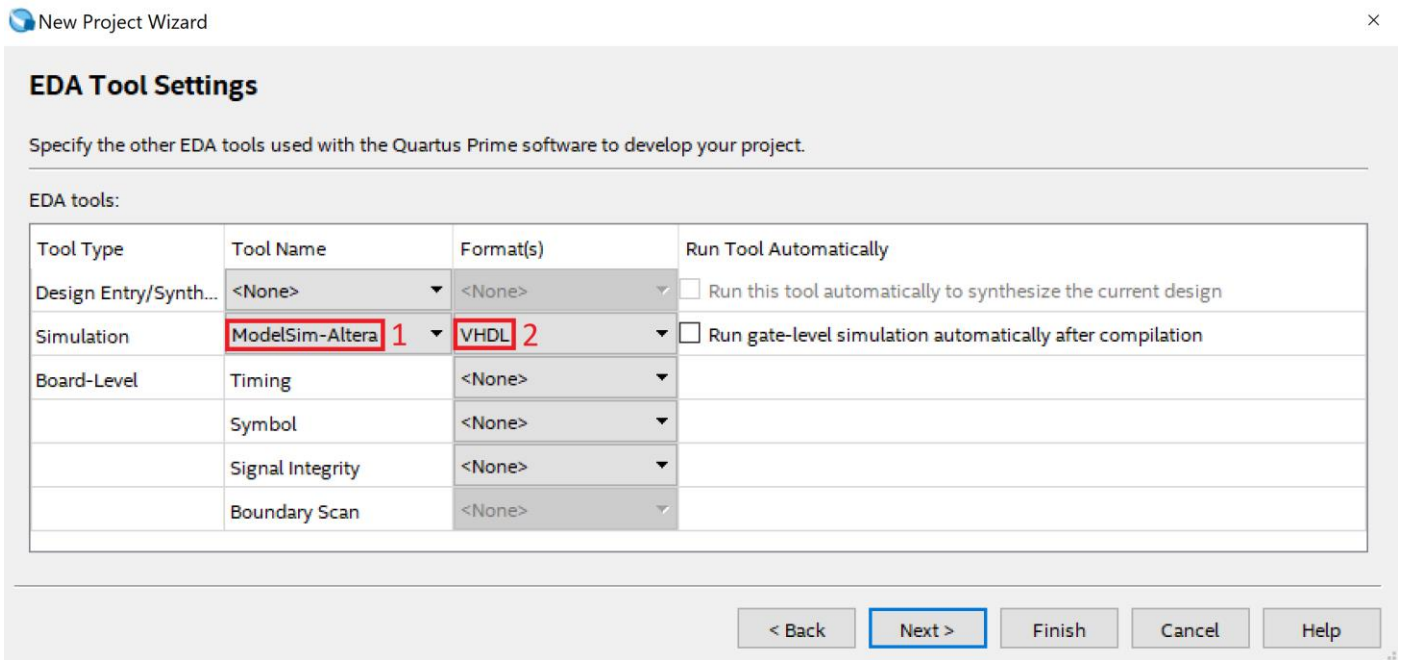 New Project Wizard
EDA Tool Settings
Specify the other EDA tools used with the Quartus Prime software to develop your project.
EDA tools:
Tool Type Tool Name Format(s) Run Tool Automatically
Design Entry/Synth... <None> <None> Run this tool automatically to synthesize the current design
Simulation ModelSim-Altera 1 VHDL 2 Run gate-level simulation automatically after compilation
Board-Level Timing <None>
Symbol <None>
Signal Integrity <None>
Boundary Scan <None>
< Back Next > Finish Cancel Help